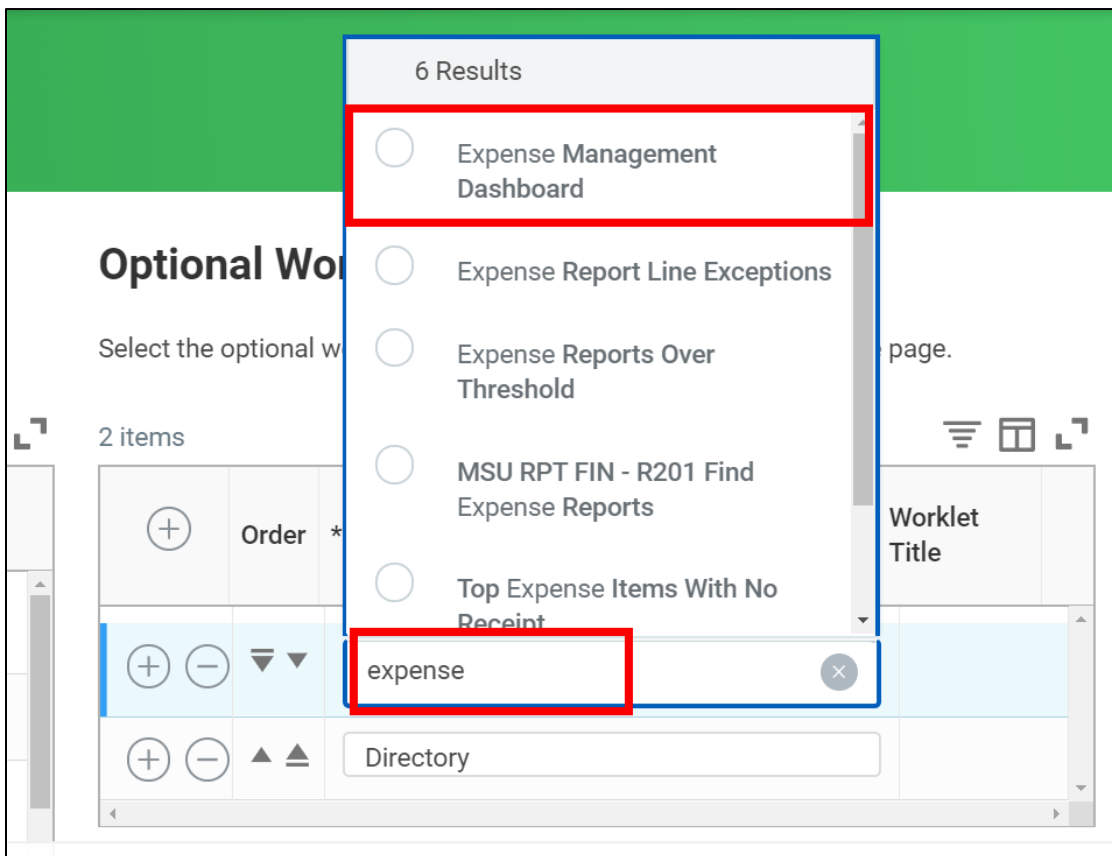 6 Results
Expense Management
Dashboard
Expense Report Line Exceptions
Expense Reports Over
Threshold
MSU RPT FIN - R201 Find
Expense Reports
Top Expense Items With No
Receipt
Optional
Select the optional
page.
2 items
Order *
Worklet
Title
expense
Directory